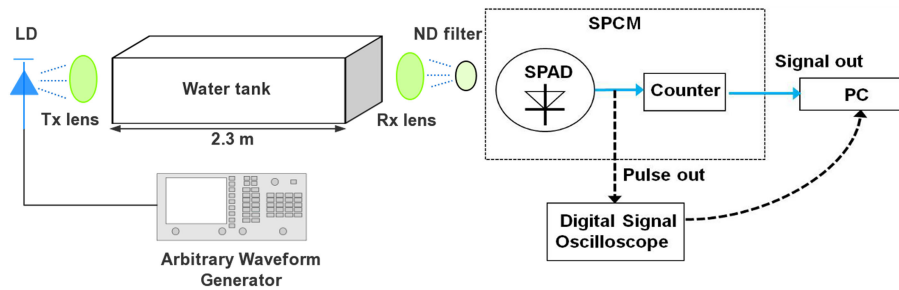 LD
Tx lens
Water tank
2.3 m
Rx lens
ND filter
SPCM
SPAD
Counter
Signal out
PC
Pulse out
Digital Signal
Oscilloscope
Arbitrary Waveform
Generator